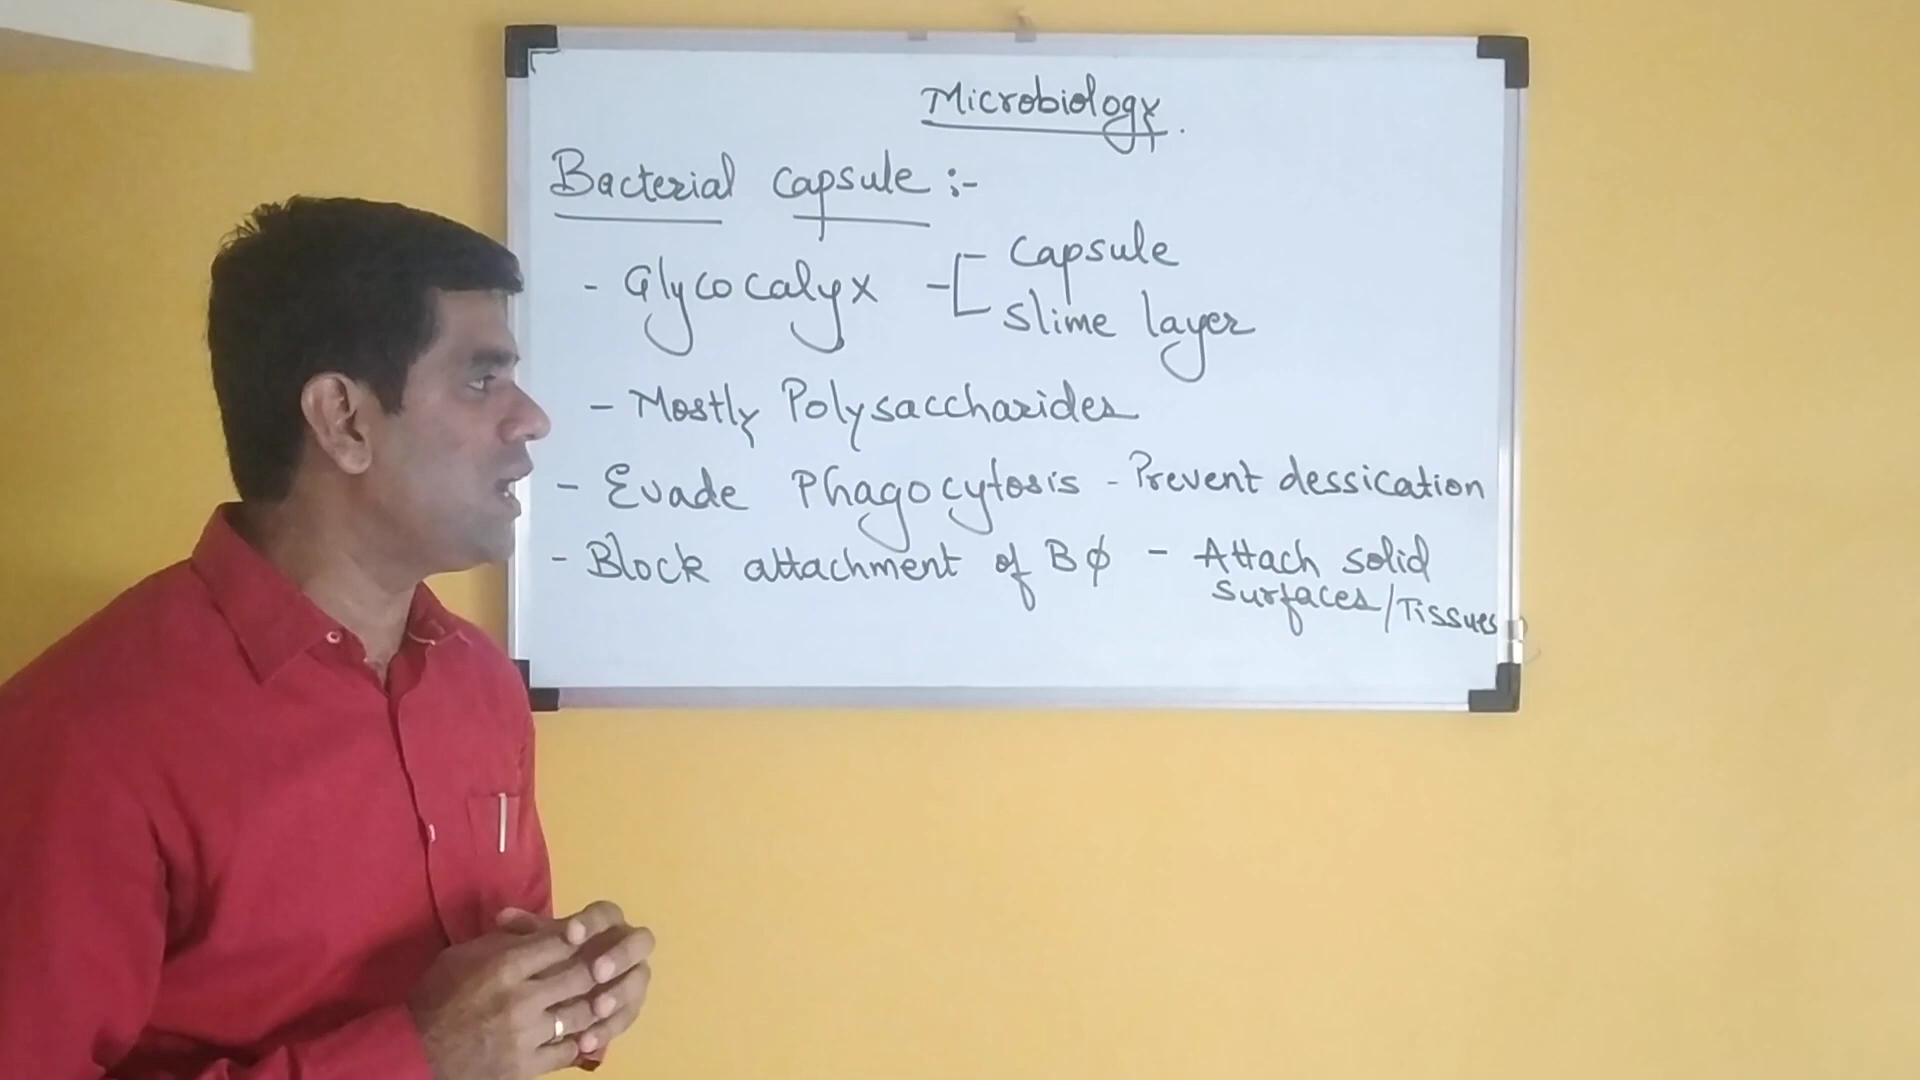 Microbiology.
Bacterial capsule :-
- Glycocalyx -[ capsule
slime layer
- Mostly Polysaccharides
- Evade Phagocytosis - Prevent dessication
- Block attachment of Bϕ - Attach solid
surfaces/Tissues